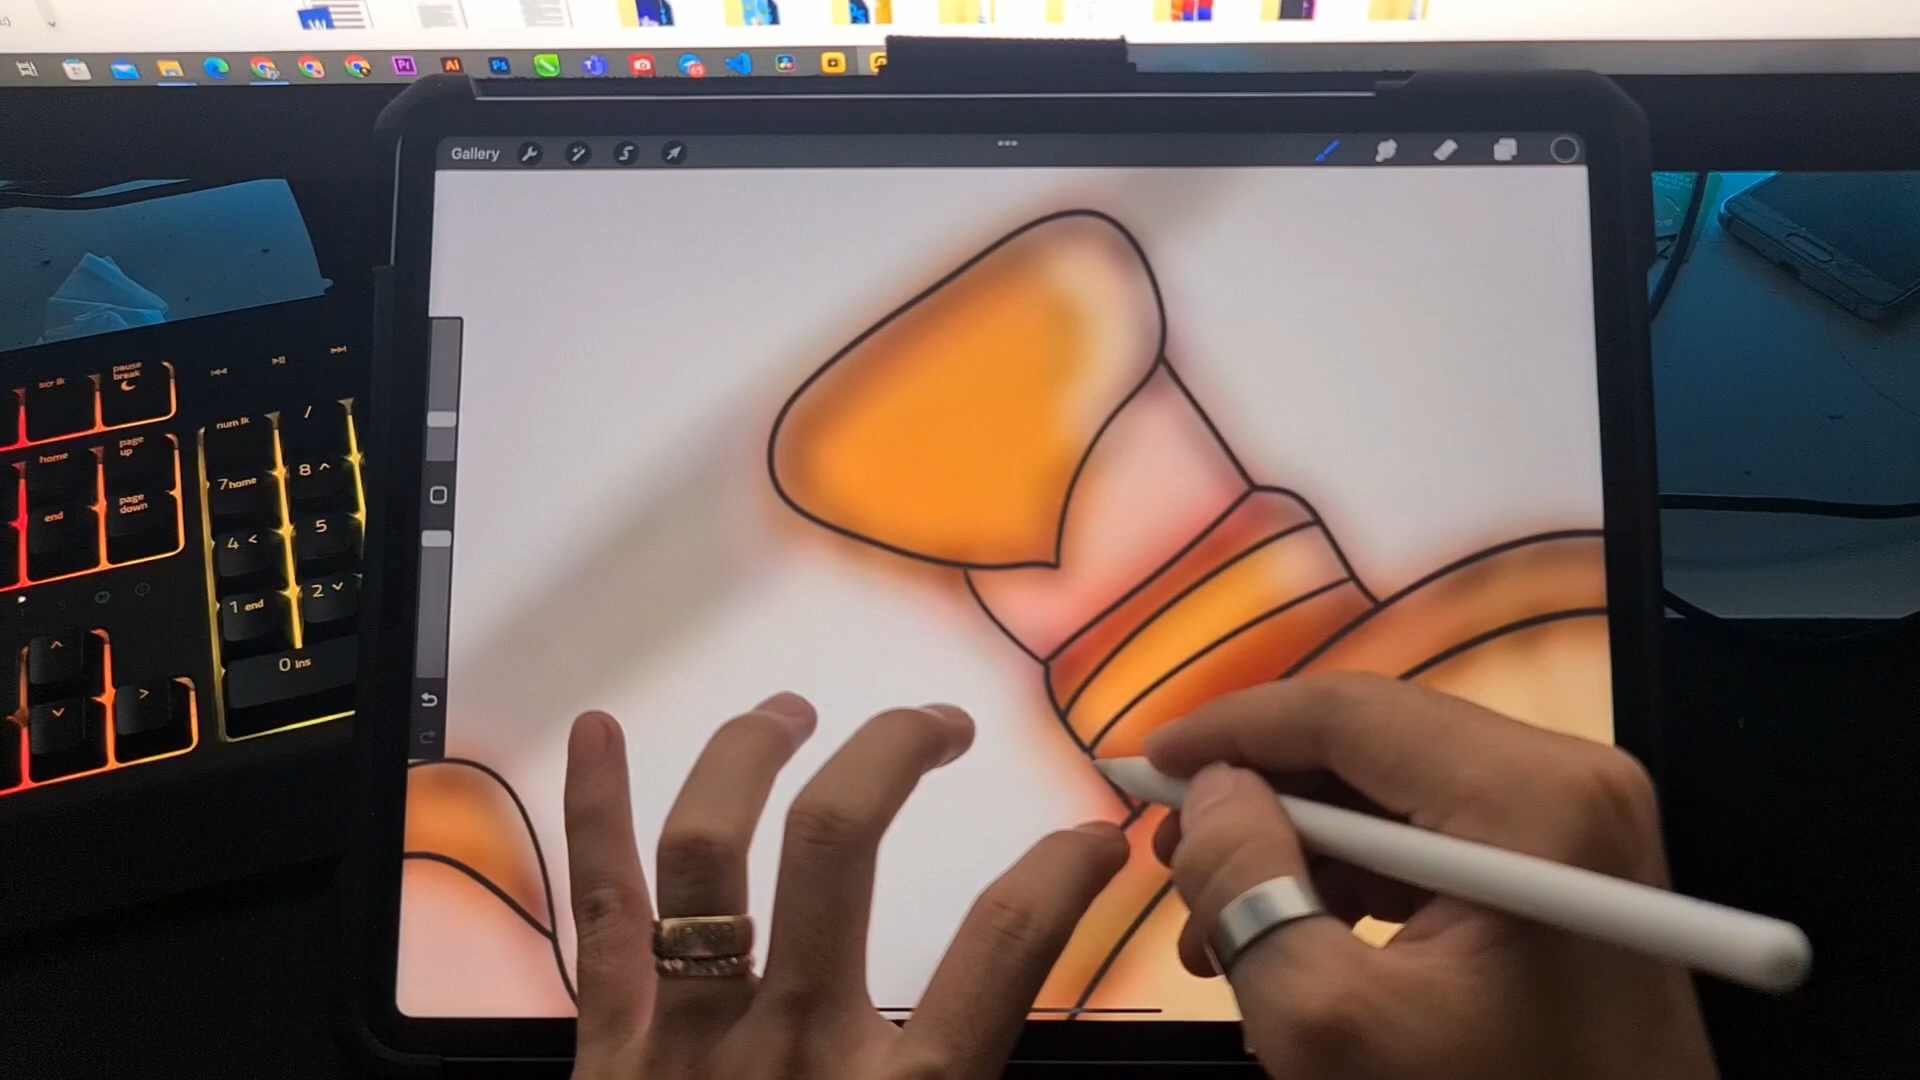 W
Pr
Ai
Ps
65
Gallery
scr lk
pause
break
home
page
up
end
page
down
num lk
/
7 home
8 ^
4 <
5
1 end
2 v
0 ins